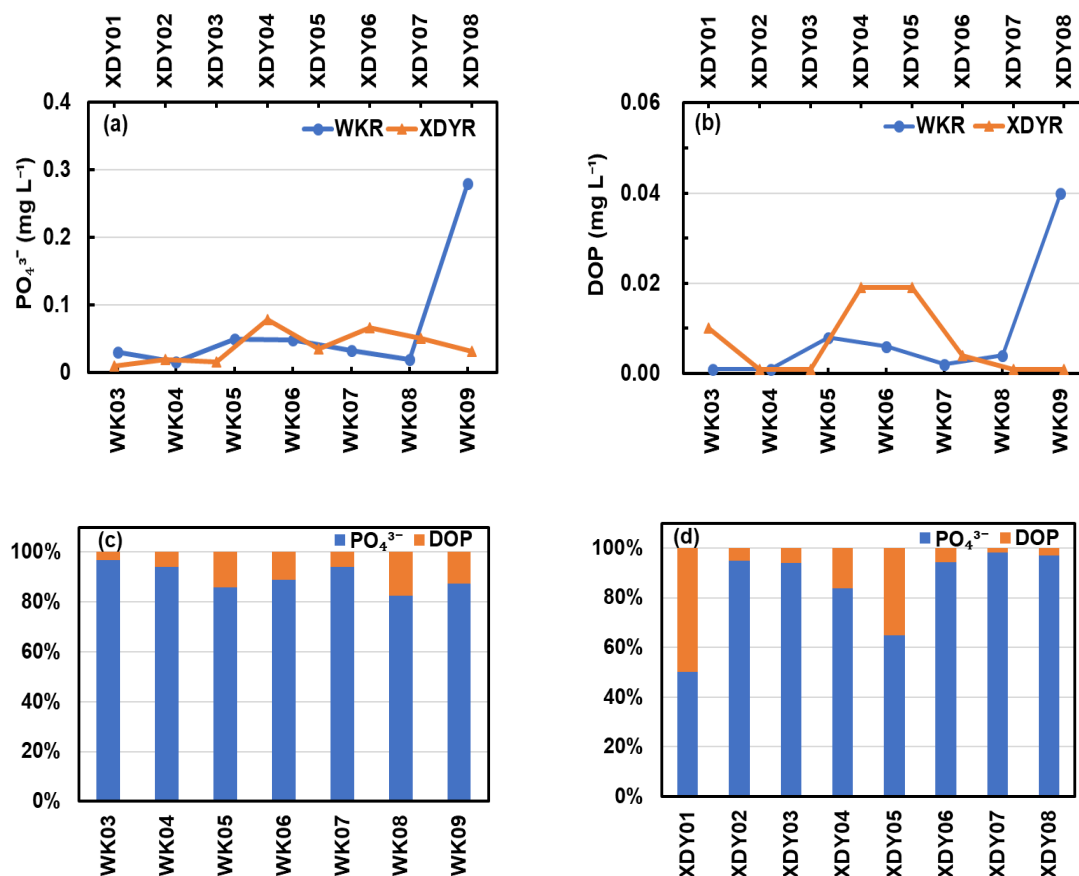 XDY01 XDY02 XDY03 XDY04 XDY05 XDY06 XDY07 XDY08
(a) WKR XDYR
PO₄³⁻ (mg L⁻¹)
0.4
0.3
0.2
0.1
0
WK03 WK04 WK05 WK06 WK07 WK08 WK09
XDY01 XDY02 XDY03 XDY04 XDY05 XDY06 XDY07 XDY08
(b) WKR XDYR
DOP (mg L⁻¹)
0.06
0.04
0.02
0.00
WK03 WK04 WK05 WK06 WK07 WK08 WK09
(c) PO₄³⁻ DOP
100%
80%
60%
40%
20%
0%
WK03 WK04 WK05 WK06 WK07 WK08 WK09
(d) PO₄³⁻ DOP
100%
80%
60%
40%
20%
0%
XDY01 XDY02 XDY03 XDY04 XDY05 XDY06 XDY07 XDY08